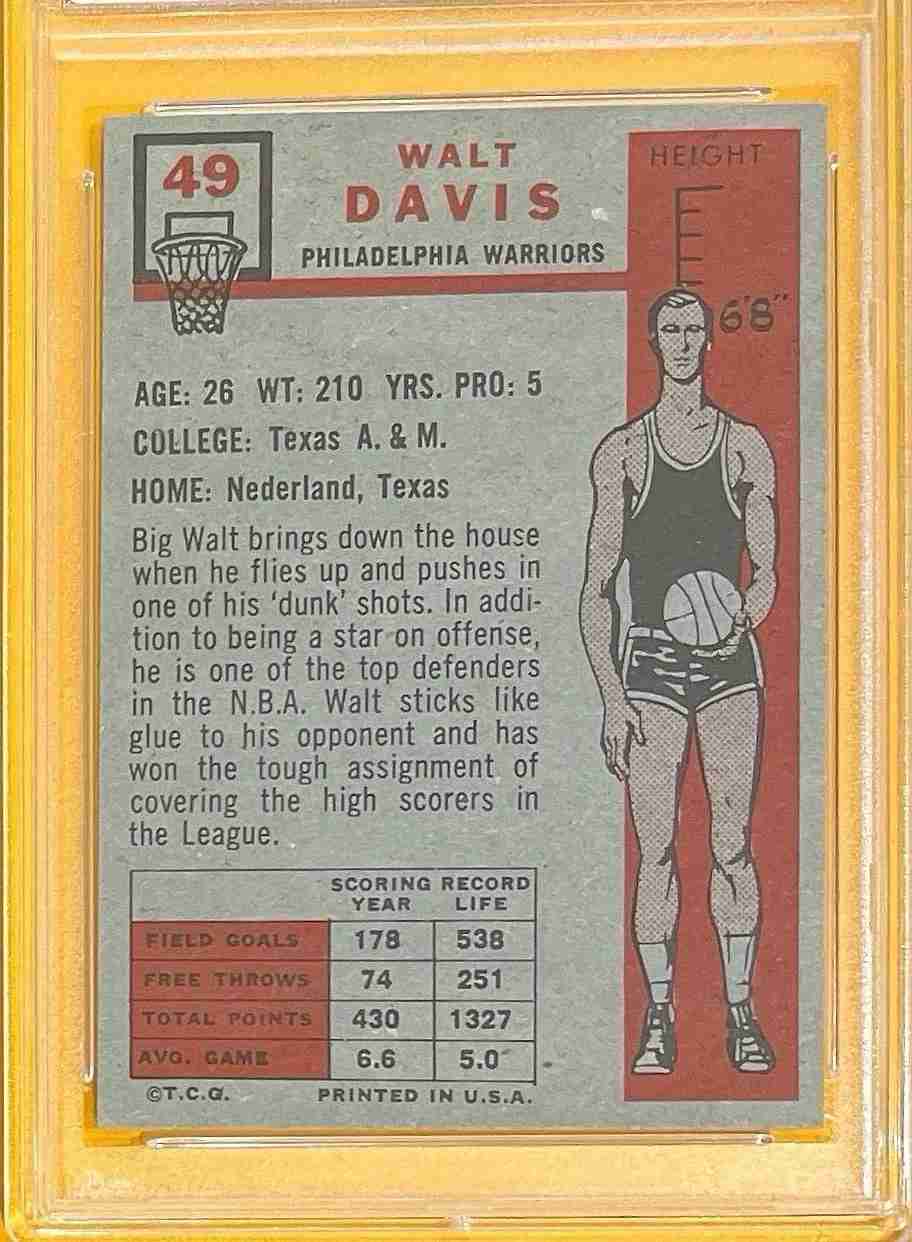 49
WALT
DAVIS
PHILADELPHIA WARRIORS
HEIGHT
6'8"
AGE: 26 WT: 210 YRS. PRO: 5
COLLEGE: Texas A. & M.
HOME: Nederland, Texas
Big Walt brings down the house
when he flies up and pushes in
one of his 'dunk' shots. In addi-
tion to being a star on offense,
he is one of the top defenders
in the N.B.A. Walt sticks like
glue to his opponent and has
won the tough assignment of
covering the high scorers in
the League.
SCORING RECORD
YEAR LIFE
FIELD GOALS 178 538
FREE THROWS 74 251
TOTAL POINTS 430 1327
AVG. GAME 6.6 5.0
©T.C.G. PRINTED IN U.S.A.